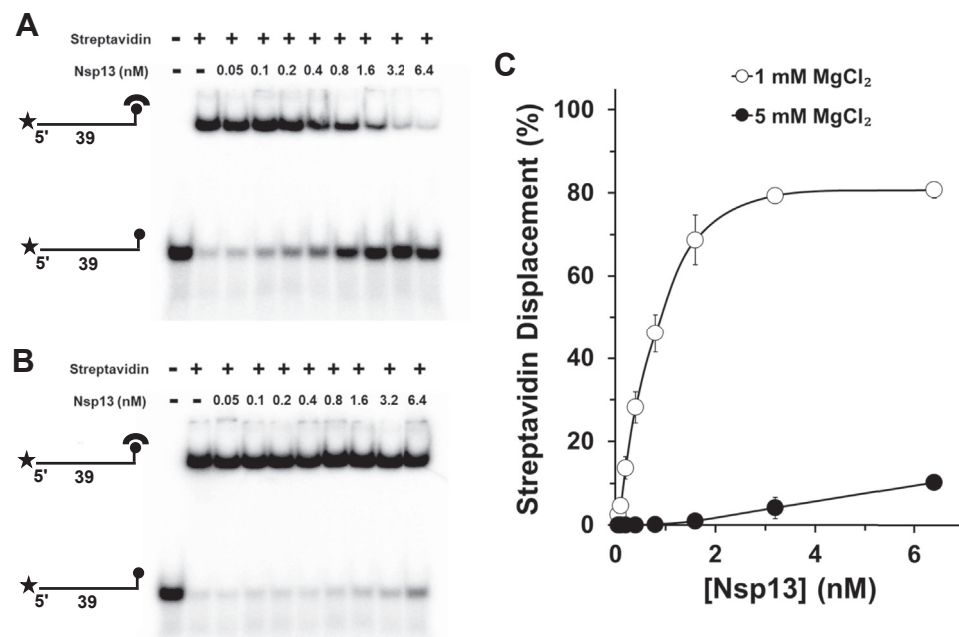 A
Streptavidin - + + + + + + + + +
Nsp13 (nM) - - 0.05 0.1 0.2 0.4 0.8 1.6 3.2 6.4
5' 39
5' 39
B
Streptavidin - + + + + + + + + +
Nsp13 (nM) - - 0.05 0.1 0.2 0.4 0.8 1.6 3.2 6.4
5' 39
5' 39
C
1 mM MgCl₂
5 mM MgCl₂
Streptavidin Displacement (%)
100
80
60
40
20
0
0 2 4 6
[Nsp13] (nM)